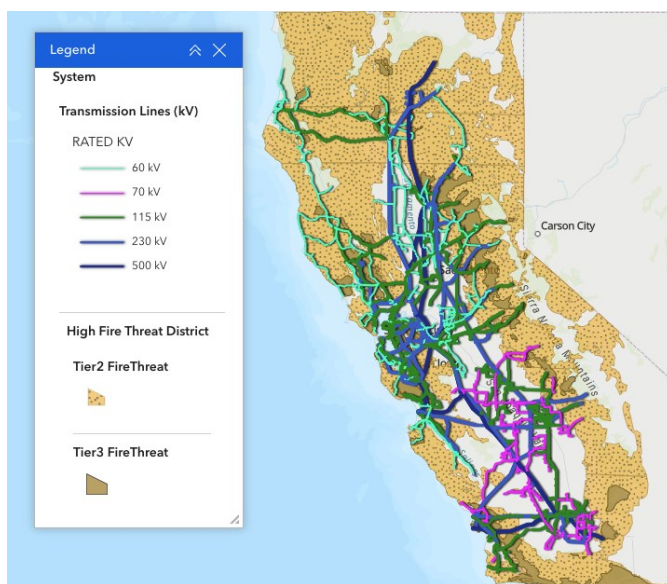 Legend
System
Transmission Lines (kV)
RATED KV
60 kV
70 kV
115 kV
230 kV
500 kV
High Fire Threat District
Tier2 FireThreat
Tier3 FireThreat
Carson City
Sierra Nevada Mountains